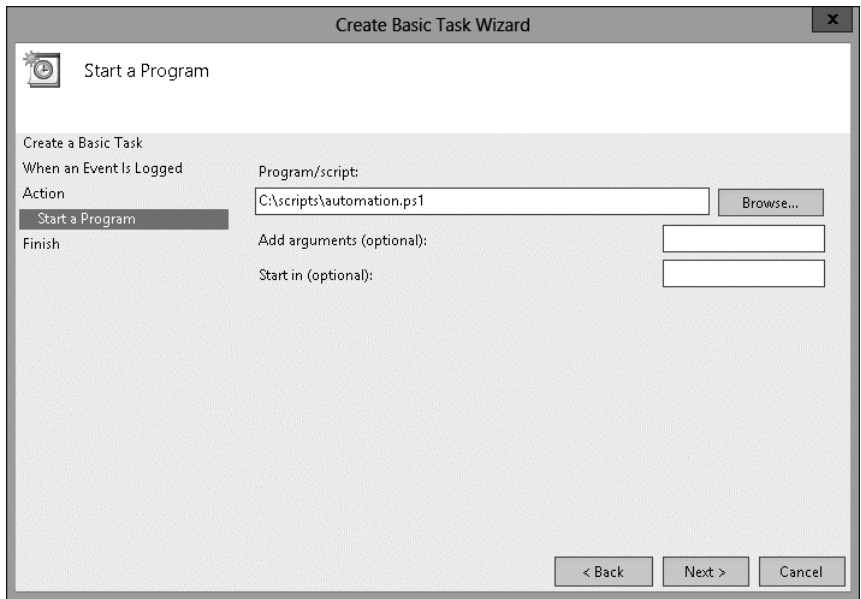 Create Basic Task Wizard
x
Start a Program
Create a Basic Task
When an Event Is Logged
Action
Start a Program
Finish
Program/script:
C:\scripts\automation.ps1
Browse...
Add arguments (optional):
Start in (optional):
< Back
Next >
Cancel